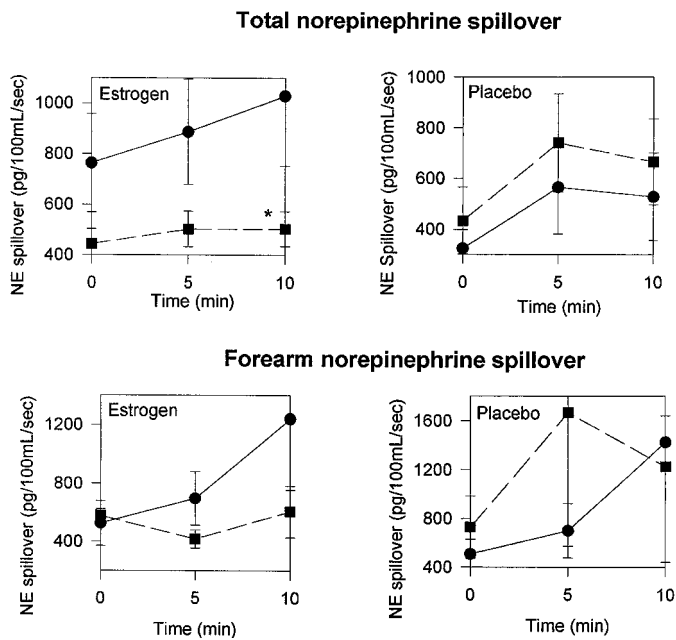 Total norepinephrine spillover
NE spillover (pg/100mL/sec)
1000
800
600
400
Estrogen
*
0 5 10
Time (min)
NE Spillover (pg/100mL/sec)
1000
800
600
400
Placebo
0 5 10
Time (min)
Forearm norepinephrine spillover
NE spillover (pg/100mL/sec)
1200
800
400
Estrogen
0 5 10
Time (min)
NE spillover (pg/100mL/sec)
1600
1200
800
400
Placebo
0 5 10
Time (min)